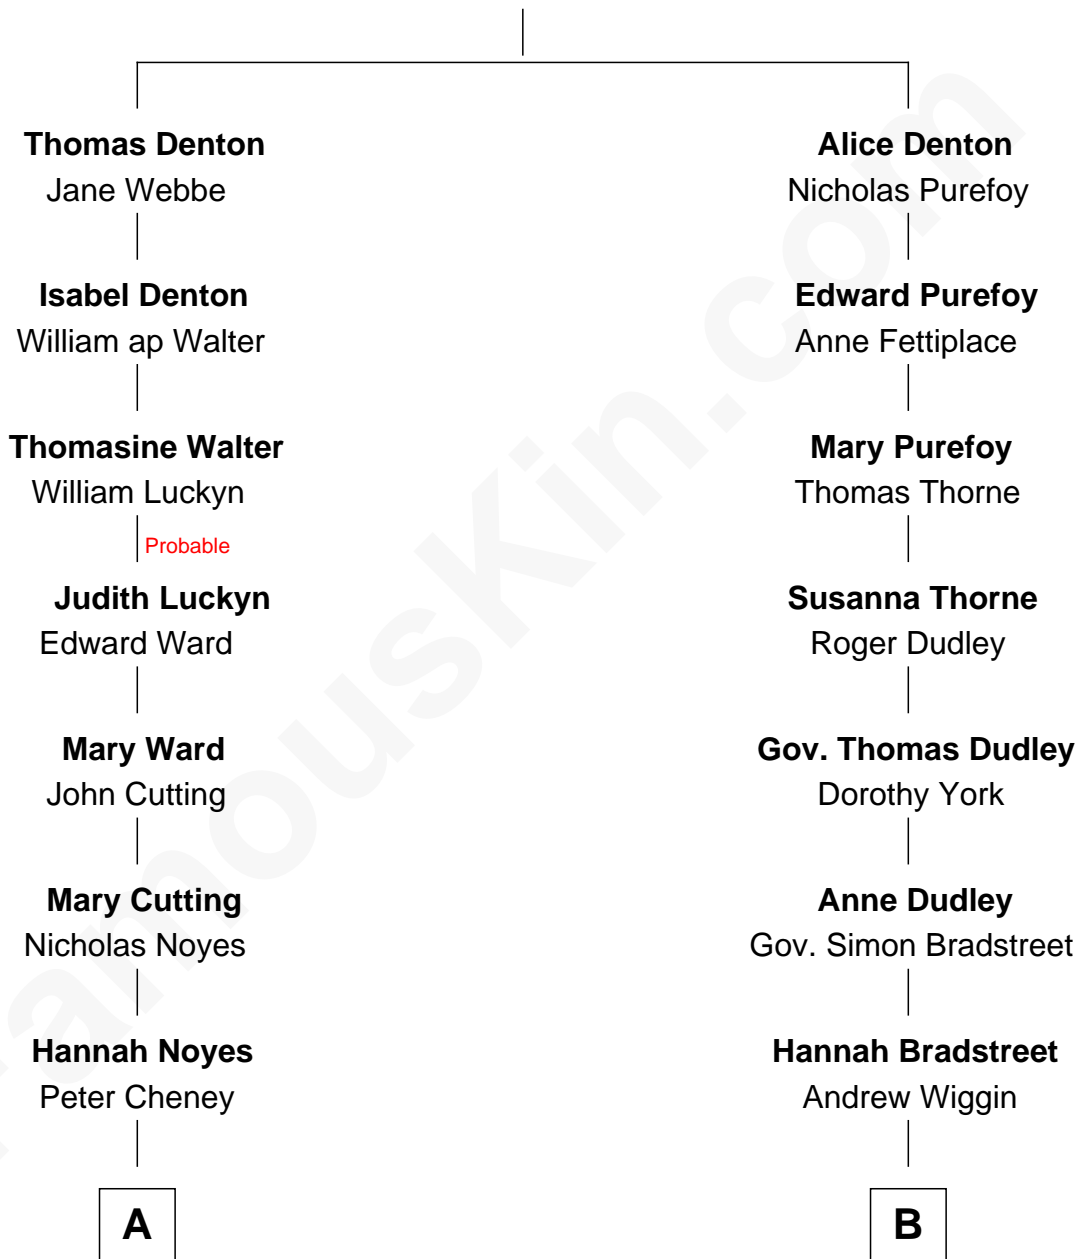 Thomas Denton
Jane Webbe
Isabel Denton
William ap Walter
Thomasine Walter
William Luckyn
Probable
Judith Luckyn
Edward Ward
Mary Ward
John Cutting
Mary Cutting
Nicholas Noyes
Hannah Noyes
Peter Cheney
A
Alice Denton
Nicholas Purefoy
Edward Purefoy
Anne Fettiplace
Mary Purefoy
Thomas Thorne
Susanna Thorne
Roger Dudley
Gov. Thomas Dudley
Dorothy York
Anne Dudley
Gov. Simon Bradstreet
Hannah Bradstreet
Andrew Wiggin
B
FamousKin.com